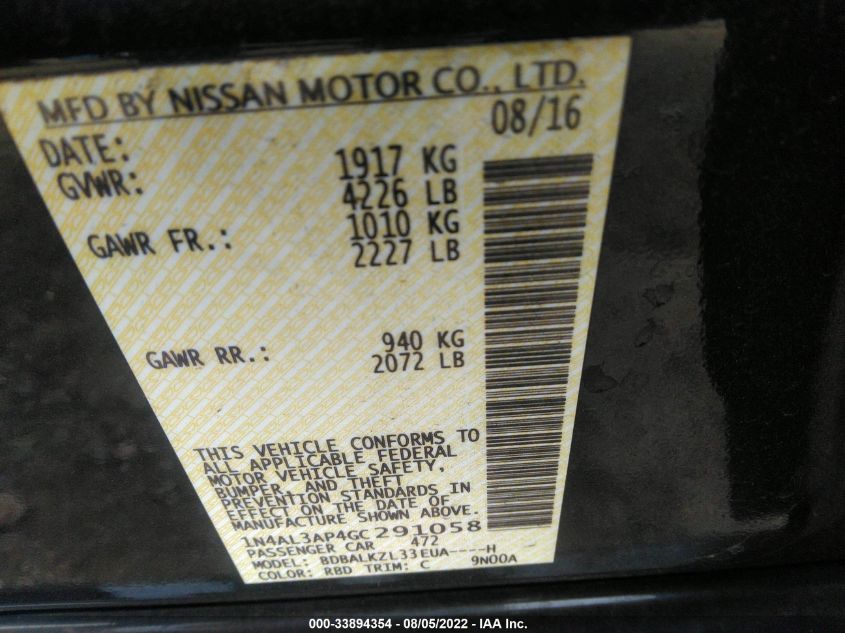 MFD BY NISSAN MOTOR CO., LTD.
DATE: 08/16
GVWR: 1917 KG
4226 LB
GAWR FR.: 1010 KG
2227 LB
GAWR RR.: 940 KG
2072 LB
THIS VEHICLE CONFORMS TO
ALL APPLICABLE FEDERAL
MOTOR VEHICLE SAFETY,
BUMPER, AND THEFT
PREVENTION STANDARDS IN
EFFECT ON THE DATE OF
MANUFACTURE SHOWN ABOVE.
1N4AL3AP4GC291058
PASSENGER CAR 472
MODEL: BDBALKZL33EUA----H -
COLOR: RBD TRIM: C 9N00A
000-33894354 - 08/05/2022 - IAA Inc.